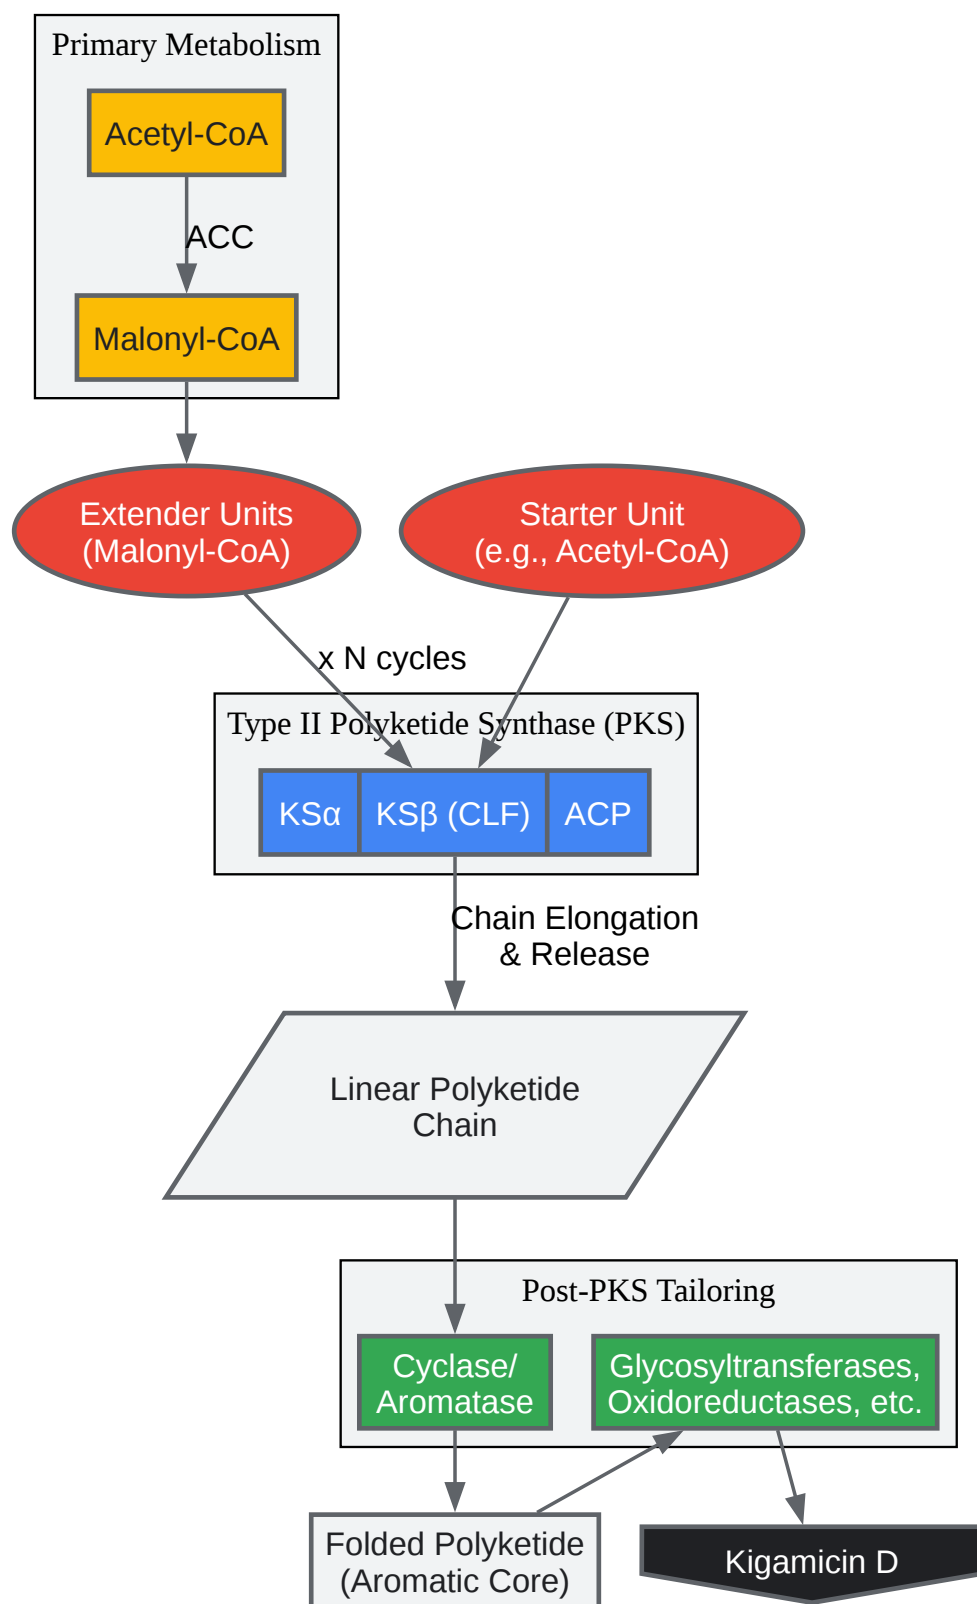 Primary Metabolism
Acetyl-CoA
ACC
Malonyl-CoA
Extender Units
(Malonyl-CoA)
Starter Unit
(e.g., Acetyl-CoA)
x N cycles
Type II Polyketide Synthase (PKS)
KSα
KSβ (CLF)
ACP
Chain Elongation
& Release
Linear Polyketide
Chain
Post-PKS Tailoring
Cyclase/
Aromatase
Glycosyltransferases,
Oxidoreductases, etc.
Folded Polyketide
(Aromatic Core)
Kigamicin D